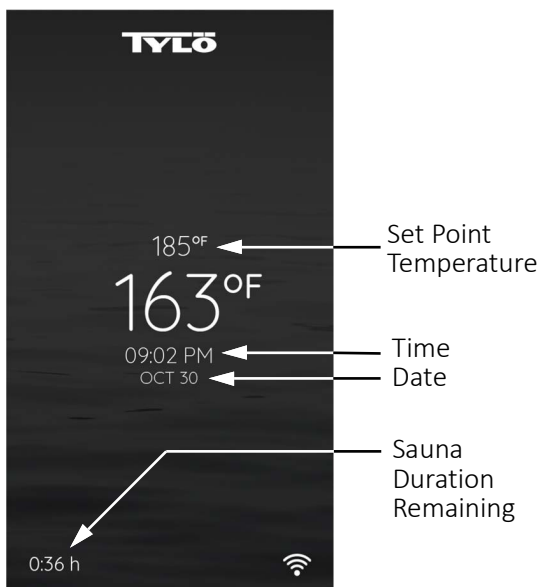 TYLÖ
185°F
Set Point
Temperature
163°F
09:02 PM
Time
OCT 30
Date
Sauna
Duration
Remaining
0:36 h